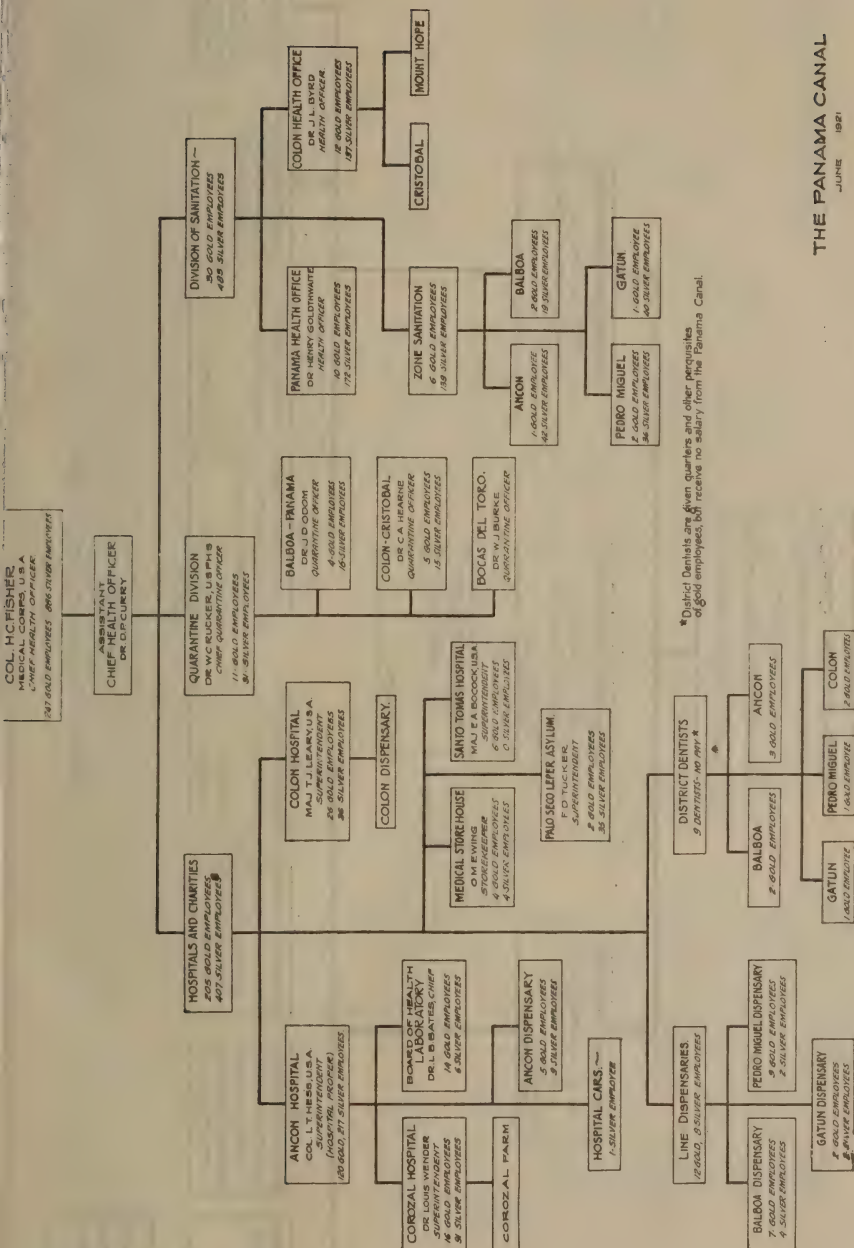 COL. H.C. FISHER
MEDICAL CORPS, U.S.A.
CHIEF HEALTH OFFICER
247 GOLD EMPLOYEES 896 SILVER EMPLOYEES
ASSISTANT
CHIEF HEALTH OFFICER
DR. D.P. CURRY
HOSPITALS AND CHARITIES
205 GOLD EMPLOYEES
407 SILVER EMPLOYEES
ANCON HOSPITAL
COL. L.T. HESS, U.S.A.
SUPERINTENDENT
(HOSPITAL PROPER)
120 GOLD, 217 SILVER EMPLOYEES
COROZAL HOSPITAL
DR LOUIS WENDER
SUPERINTENDENT
16 GOLD EMPLOYEES
91 SILVER EMPLOYEES
BOARD OF HEALTH
LABORATORY
DR. L B BATES, CHIEF
14 GOLD EMPLOYEES
6 SILVER EMPLOYEES
COROZAL FARM
ANCON DISPENSARY
5 GOLD EMPLOYEES
3 SILVER EMPLOYEES
HOSPITAL CARS.~
1-SILVER EMPLOYEE
COLON HOSPITAL
MAJ T.J. LEARY, U.S.A.
SUPERINTENDENT
26 GOLD EMPLOYEES
36 SILVER EMPLOYEES
COLON DISPENSARY.
MEDICAL STOREHOUSE
O M EWING
STOREKEEPER
4 GOLD EMPLOYEES
4 SILVER EMPLOYEES
SANTO TOMAS HOSPITAL
MAJ E A BOCOCK, U.S.A
SUPERINTENDENT
6 GOLD EMPLOYEES
0 SILVER EMPLOYEES
PALO SECO LEPER ASYLUM.
F D TUCKER
SUPERINTENDENT
2 GOLD EMPLOYEES
35 SILVER EMPLOYEES
LINE DISPENSARIES.
12 GOLD, 8 SILVER EMPLOYEES
BALBOA DISPENSARY
7 GOLD EMPLOYEES
4 SILVER EMPLOYEES
PEDRO MIGUEL DISPENSARY
3 GOLD EMPLOYEES
2 SILVER EMPLOYEES
GATUN DISPENSARY
2 GOLD EMPLOYEES
2 SILVER EMPLOYEES
DISTRICT DENTISTS
9 DENTISTS - NO PAY *
BALBOA
2 GOLD EMPLOYEES
ANCON
3 GOLD EMPLOYEES
GATUN
1 GOLD EMPLOYEE
PEDRO MIGUEL
1 GOLD EMPLOYEE
COLON
2 GOLD EMPLOYEES
QUARANTINE DIVISION
DR W C RUCKER, U S P H S
CHIEF QUARANTINE OFFICER
11 GOLD EMPLOYEES
31 SILVER EMPLOYEES
BALBOA - PANAMA
DR J D ODOM
QUARANTINE OFFICER
4 GOLD EMPLOYEES
16 SILVER EMPLOYEES
COLON-CRISTOBAL
DR C A HEARNE
QUARANTINE OFFICER
5 GOLD EMPLOYEES
15 SILVER EMPLOYEES
BOCAS DEL TORO.
DR W J BURKE
QUARANTINE OFFICER
DIVISION OF SANITATION ~
30 GOLD EMPLOYEES
483 SILVER EMPLOYEES
PANAMA HEALTH OFFICE
DR HENRY GOLDTHWAITE
HEALTH OFFICER
10 GOLD EMPLOYEES
172 SILVER EMPLOYEES
COLON HEALTH OFFICE
DR J L BYRD
HEALTH OFFICER.
12 GOLD EMPLOYEES
137 SILVER EMPLOYEES
CRISTOBAL
MOUNT HOPE
ZONE SANITATION
6 GOLD EMPLOYEES
139 SILVER EMPLOYEES
ANCON
1 GOLD EMPLOYEE
42 SILVER EMPLOYEES
BALBOA
2 GOLD EMPLOYEES
19 SILVER EMPLOYEES
PEDRO MIGUEL
2 GOLD EMPLOYEES
36 SILVER EMPLOYEES
GATUN
1 GOLD EMPLOYEE
40 SILVER EMPLOYEES
* District Dentists are given quarters and other perquisites
of gold employees, but receive no salary from the Panama Canal.
THE PANAMA CANAL
JUNE 1921